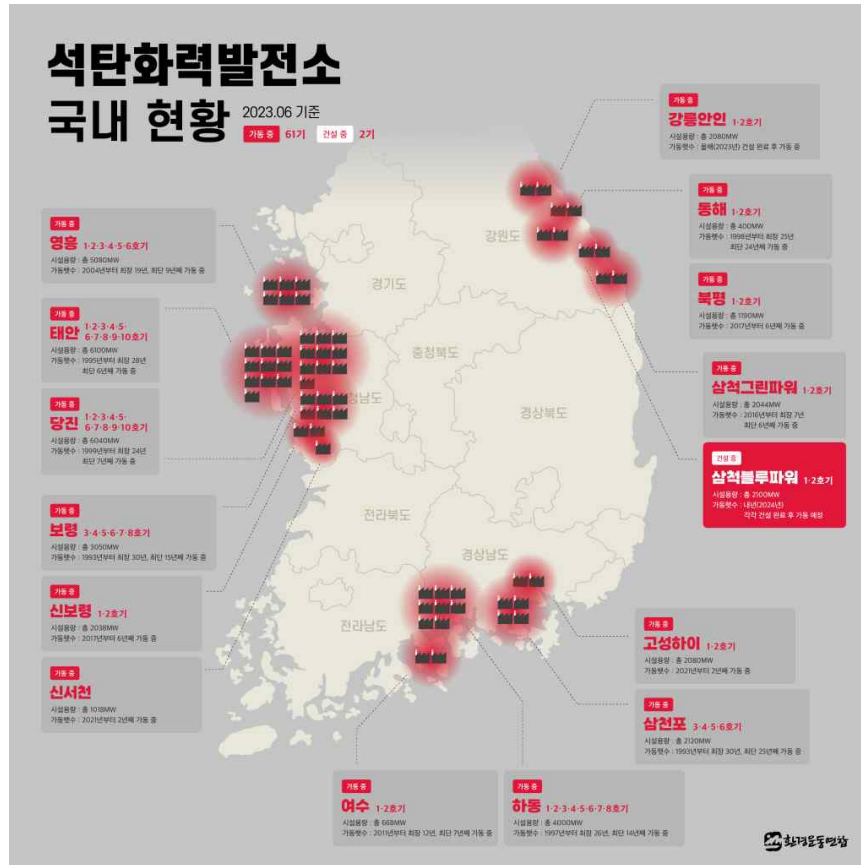 석탄화력발전소
국내 현황 2023.06 기준
가동 중 61기 건설 중 2기
가동 중
강릉안인 1·2호기
시설용량 : 총 2080MW
가동햇수 : 올해(2023년) 건설 완료 후 가동 중
가동 중
동해 1·2호기
시설용량 : 총 400MW
가동햇수 : 1998년부터 최장 25년
최단 24년째 가동 중
가동 중
북평 1·2호기
시설용량 : 총 1190MW
가동햇수 : 2017년부터 6년째 가동 중
가동 중
삼척그린파워 1·2호기
시설용량 : 총 2044MW
가동햇수 : 2016년부터 최장 7년
최단 6년째 가동 중
건설 중
삼척블루파워 1·2호기
시설용량 : 총 2100MW
가동햇수 : 내년(2024년)
각각 건설 완료 후 가동 예정
가동 중
영흥 1·2·3·4·5·6호기
시설용량 : 총 5080MW
가동햇수 : 2004년부터 최장 19년, 최단 9년째 가동 중
가동 중
태안 1·2·3·4·5·
6·7·8·9·10호기
시설용량 : 총 6100MW
가동햇수 : 1995년부터 최장 28년
최단 6년째 가동 중
가동 중
당진 1·2·3·4·5·
6·7·8·9·10호기
시설용량 : 총 6040MW
가동햇수 : 1999년부터 최장 24년
최단 7년째 가동 중
가동 중
보령 3·4·5·6·7·8호기
시설용량 : 총 3050MW
가동햇수 : 1993년부터 최장 30년, 최단 15년째 가동 중
가동 중
신보령 1·2호기
시설용량 : 총 2038MW
가동햇수 : 2017년부터 6년째 가동 중
가동 중
신서천
시설용량 : 총 1018MW
가동햇수 : 2021년부터 2년째 가동 중
강원도
경기도
충청북도
청남도
경상북도
전라북도
경상남도
전라남도
가동 중
고성하이 1·2호기
시설용량 : 총 2080MW
가동햇수 : 2021년부터 2년째 가동 중
가동 중
삼천포 3·4·5·6호기
시설용량 : 총 2120MW
가동햇수 : 1993년부터 최장 30년, 최단 25년째 가동 중
가동 중
여수 1·2호기
시설용량 : 총 668MW
가동햇수 : 2011년부터 최장 12년, 최단 7년째 가동 중
가동 중
하동 1·2·3·4·5·6·7·8호기
시설용량 : 총 4000MW
가동햇수 : 1997년부터 최장 26년, 최단 14년째 가동 중
환경운동연합